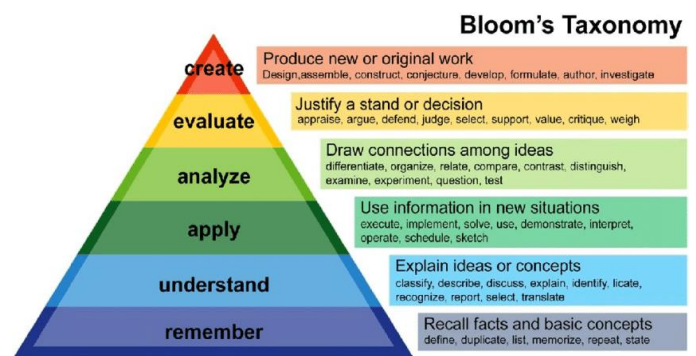 Bloom's Taxonomy
create
Produce new or original work
Design,assemble, construct, conjecture, develop, formulate, author, investigate
evaluate
Justify a stand or decision
appraise, argue, defend, judge, select, support, value, critique, weigh
analyze
Draw connections among ideas
differentiate, organize, relate, compare, contrast, distinguish,
examine, experiment, question, test
apply
Use information in new situations
execute, implement, solve, use, demonstrate, interpret,
operate, schedule, sketch
understand
Explain ideas or concepts
classify, describe, discuss, explain, identify, licate,
recognize, report, select, translate
remember
Recall facts and basic concepts
define, duplicate, list, memorize, repeat, state